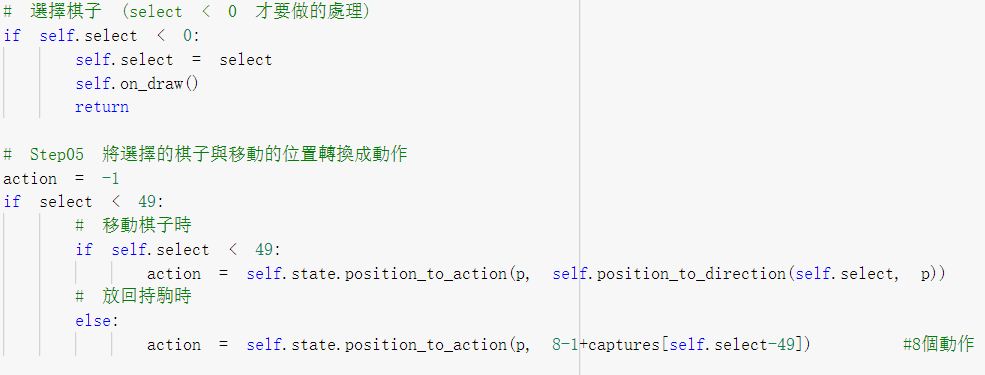 # 選擇棋子 (select < 0 才要做的處理)
if self.select < 0:
self.select = select
self.on_draw()
return
# Step05 將選擇的棋子與移動的位置轉換成動作
action = -1
if select < 49:
# 移動棋子時
if self.select < 49:
action = self.state.position_to_action(p, self.position_to_direction(self.select, p))
# 放回持駒時
else:
action = self.state.position_to_action(p, 8-1+captures[self.select-49]) #8個動作